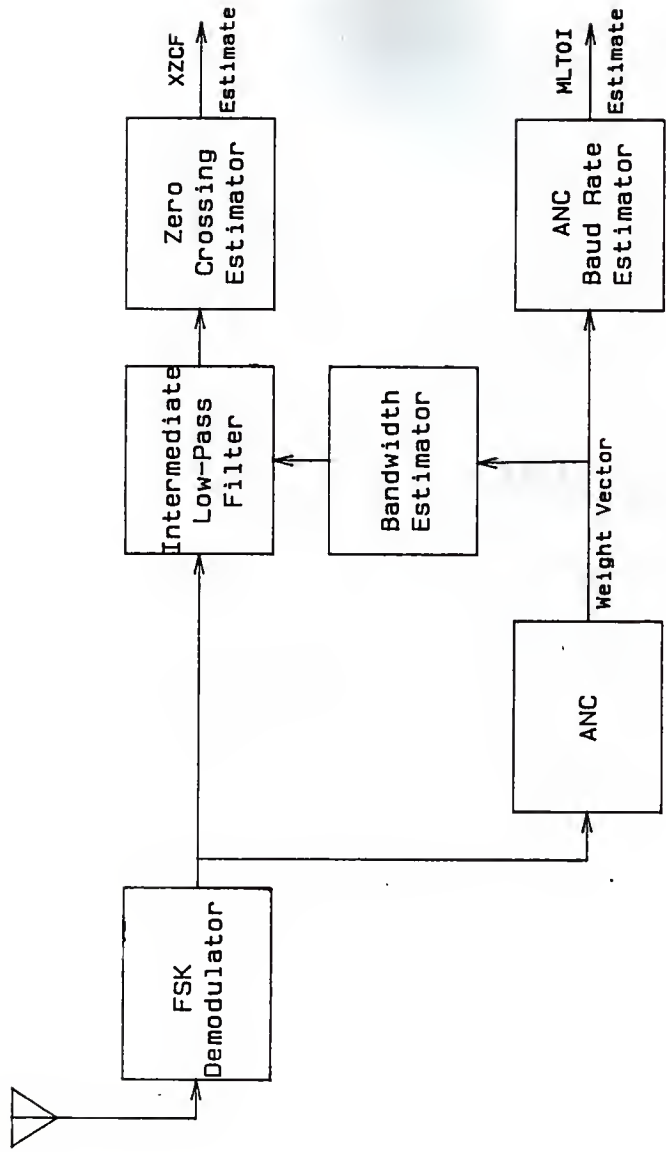 FSK
Demodulator
Intermediate
Low-Pass
Filter
Zero
Crossing
Estimator
XZCF
Estimate
Bandwidth
Estimator
ANC
Weight Vector
ANC
Baud Rate
Estimator
MLTOI
Estimate